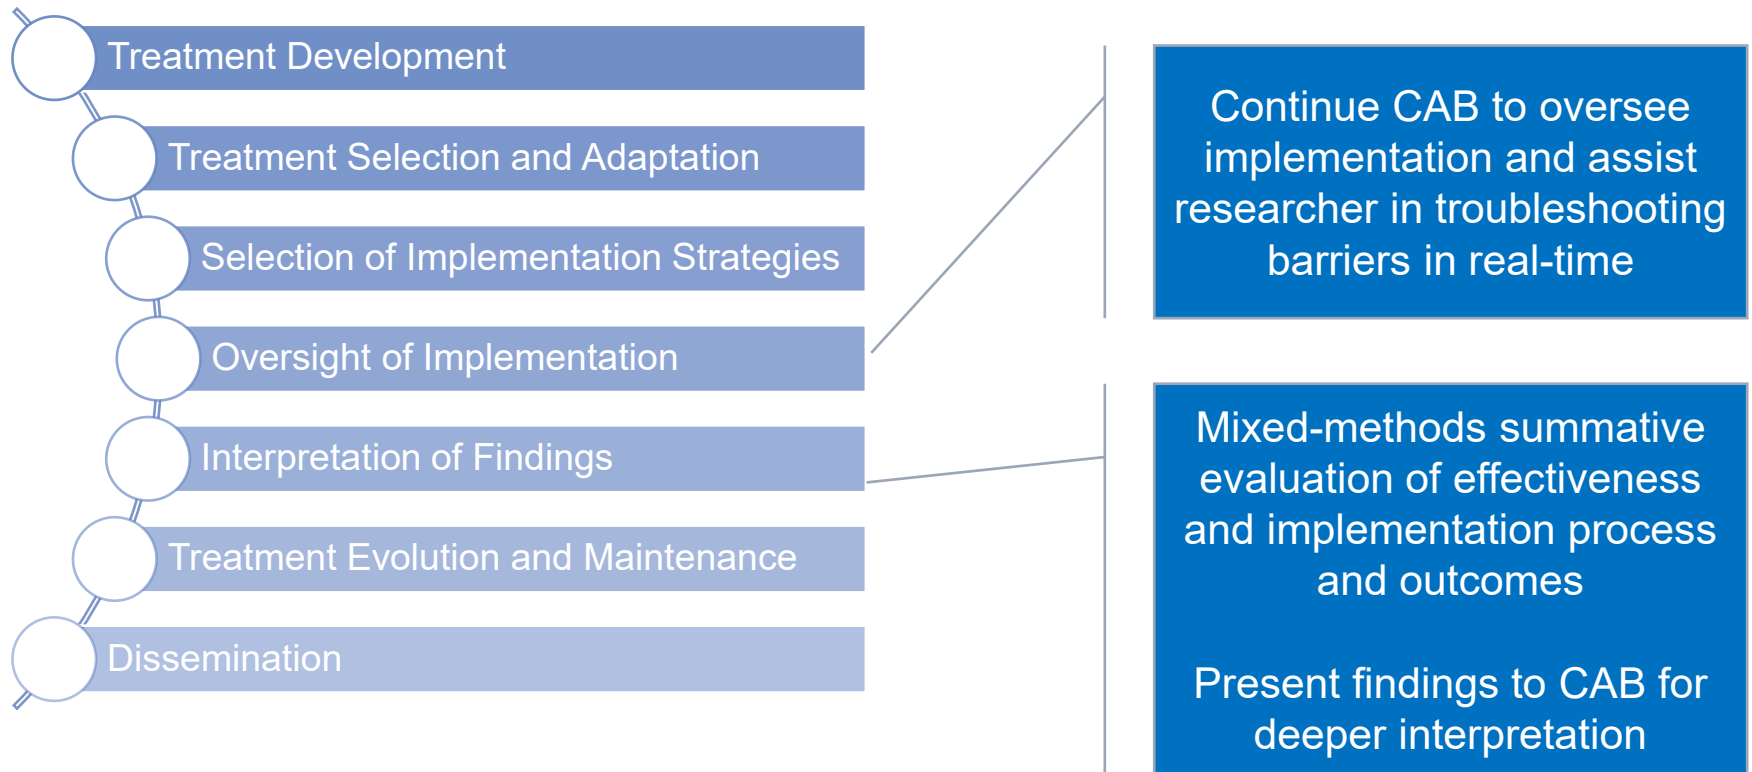 Treatment Development
Treatment Selection and Adaptation
Selection of Implementation Strategies
Oversight of Implementation
Interpretation of Findings
Treatment Evolution and Maintenance
Dissemination
Continue CAB to oversee
implementation and assist
researcher in troubleshooting
barriers in real-time
Mixed-methods summative
evaluation of effectiveness
and implementation process
and outcomes
Present findings to CAB for
deeper interpretation